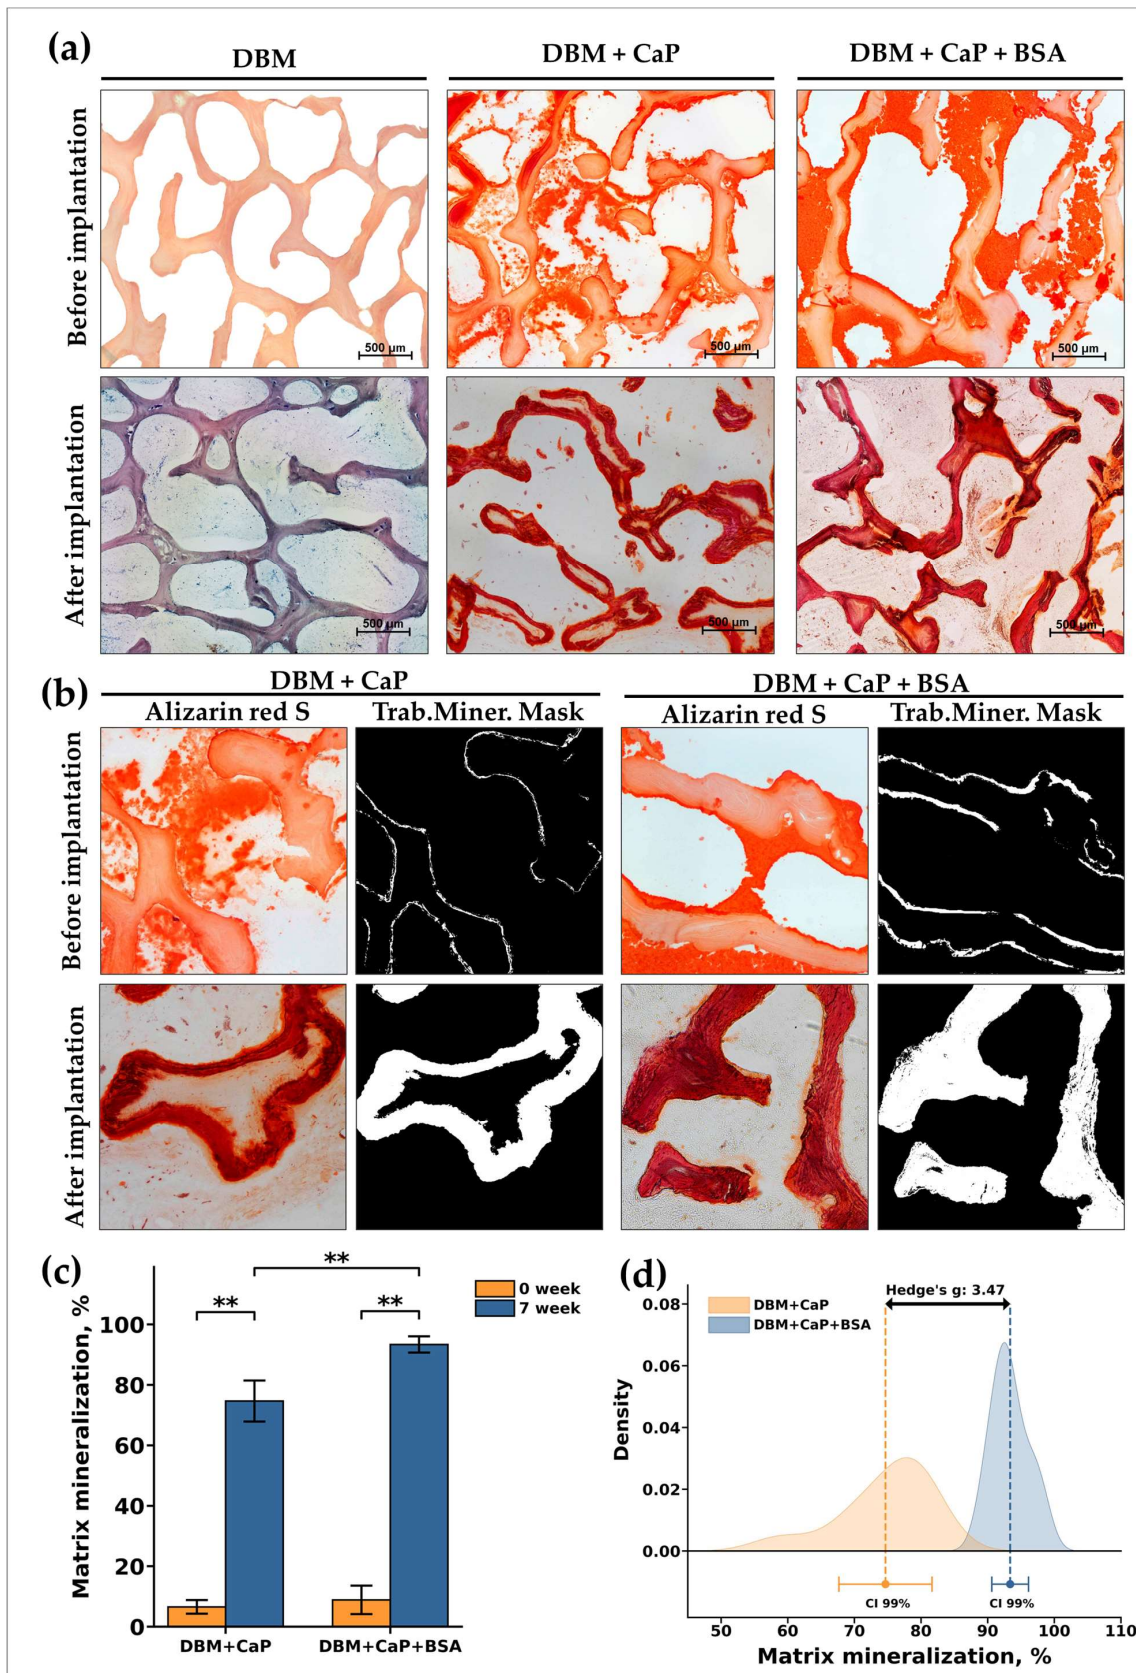 (a)
DBM
DBM + CaP
DBM + CaP + BSA
Before implantation
500 µm
500 µm
500 µm
After implantation
500 µm
500 µm
500 µm
(b)
DBM + CaP
DBM + CaP + BSA
Alizarin red S
Trab.Miner. Mask
Alizarin red S
Trab.Miner. Mask
Before implantation
After implantation
(c)
**
**
**
0 week
7 week
Matrix mineralization, %
100
80
60
40
20
0
DBM+CaP
DBM+CaP+BSA
(d)
Hedge's g: 3.47
DBM+CaP
DBM+CaP+BSA
Density
0.08
0.06
0.04
0.02
0.00
CI 99%
CI 99%
50
60
70
80
90
100
110
Matrix mineralization, %